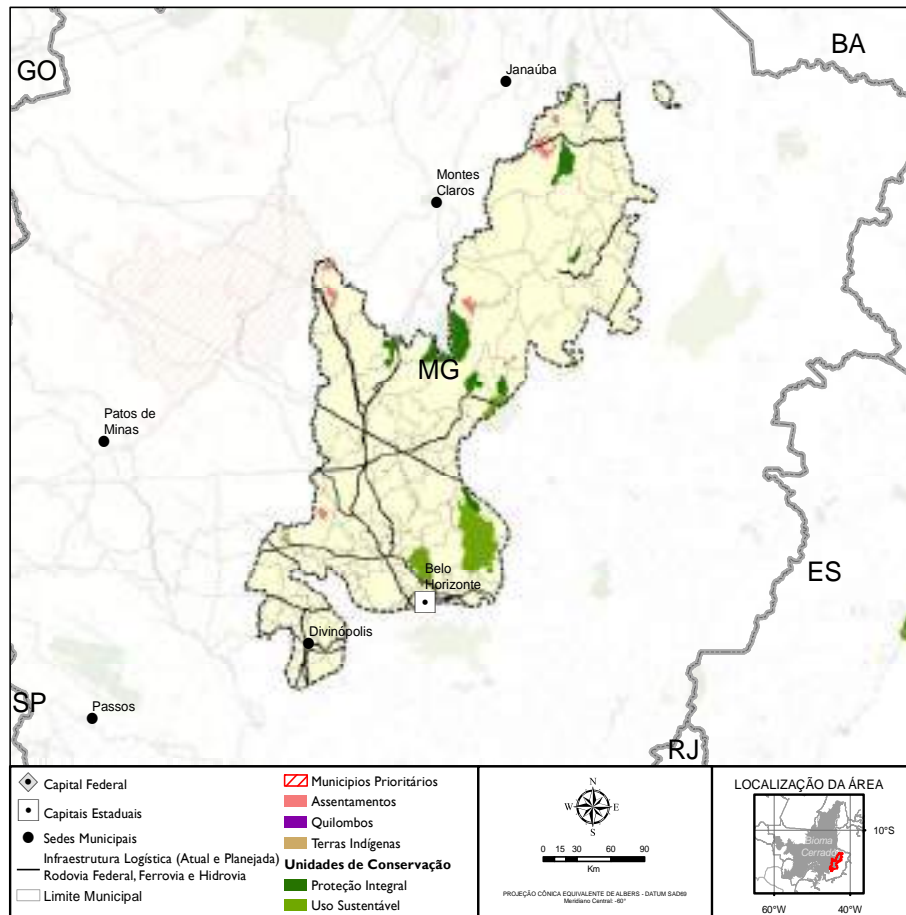 GO
BA
Janaúba
Montes
Claros
MG
Patos de
Minas
ES
Belo
Horizonte
Divinópolis
SP
Passos
RJ
Capital Federal
Capitais Estaduais
Sedes Municipais
Infraestrutura Logística (Atual e Planejada)
Rodovia Federal, Ferrovia e Hidrovia
Limite Municipal
Municipios Prioritários
Assentamentos
Quilombos
Terras Indígenas
Unidades de Conservação
Proteção Integral
Uso Sustentável
N
W E
S
0 15 30 60 90
Km
PROJEÇÃO CÔNICA EQUIVALENTE DE ALBERS - DATUM SAD69
Meridiano Central: -60°
LOCALIZAÇÃO DA ÁREA
10°S
Bioma
Cerrado
60°W 40°W